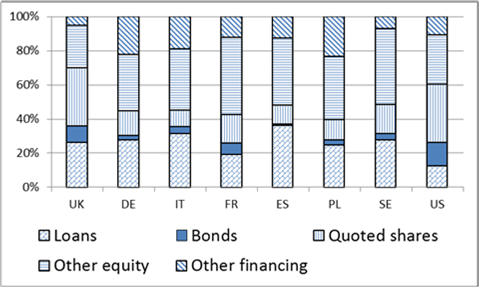 100%
80%
60%
40%
20%
0%
UK DE IT FR ES PL SE US
Loans Bonds Quoted shares
Other equity Other financing